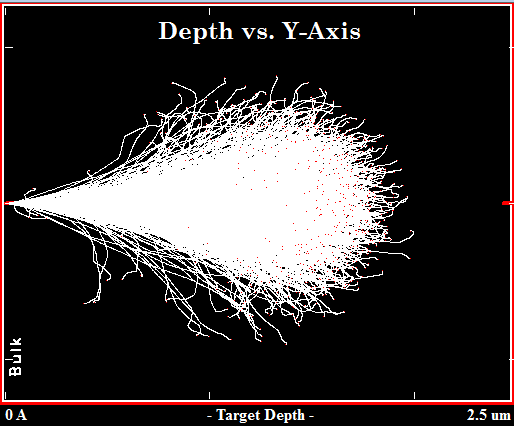 Depth vs. Y-Axis
Bulk
0 A - Target Depth - 2.5 um